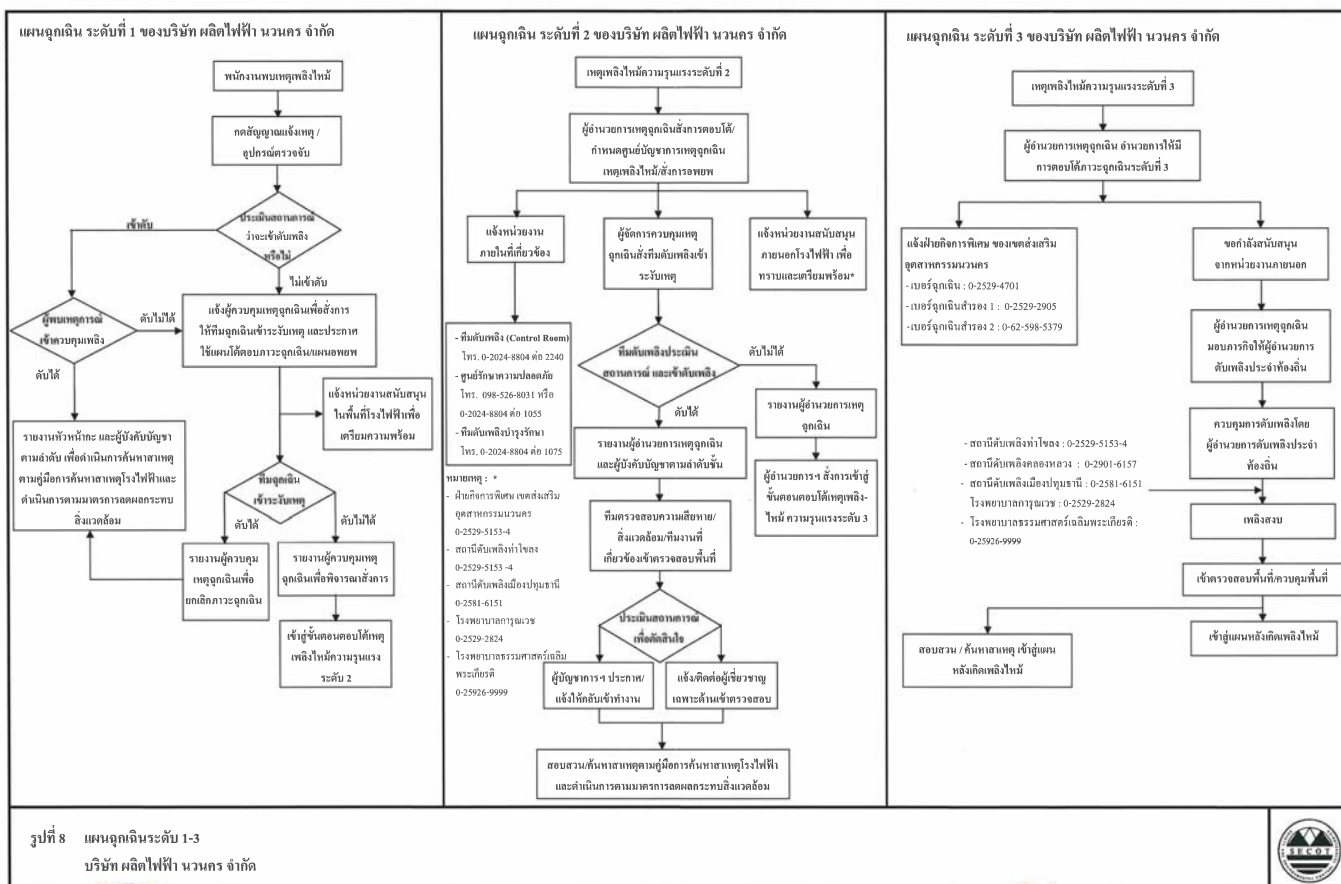 แผนฉุกเฉิน ระดับที่ 1 ของบริษัท ผลิตไฟฟ้า นวนคร จำกัด
พนักงานพบเหตุเพลิงไหม้
กดสัญญาณแจ้งเหตุ /
อุปกรณ์ตรวจจับ
ประเมินสถานการณ์
ว่าจะเข้าดับเพลิง
หรือไม่
เข้าดับ
ไม่เข้าดับ
ผู้พบเหตุการณ์
เข้าควบคุมเพลิง
ดับไม่ได้
ดับได้
แจ้งผู้ควบคุมเหตุฉุกเฉินเพื่อสั่งการ
ให้ทีมฉุกเฉินเข้าระงับเหตุ และประกาศ
ใช้แผนโต้ตอบภาวะฉุกเฉิน/แผนอพยพ
แจ้งหน่วยงานสนับสนุน
ในพื้นที่โรงไฟฟ้าเพื่อ
เตรียมความพร้อม
รายงานหัวหน้ากะ และผู้บังคับบัญชา
ตามลำดับ เพื่อดำเนินการค้นหาสาเหตุ
ตามคู่มือการค้นหาสาเหตุโรงไฟฟ้าและ
ดำเนินการตามมาตรการลดผลกระทบ
สิ่งแวดล้อม
ทีมฉุกเฉิน
เข้าระงับเหตุ
ดับได้
ดับไม่ได้
รายงานผู้ควบคุม
เหตุฉุกเฉินเพื่อ
ยกเลิกภาวะฉุกเฉิน
รายงานผู้ควบคุมเหตุ
ฉุกเฉินเพื่อพิจารณาสั่งการ
เข้าสู่ขั้นตอนตอบโต้เหตุ
เพลิงไหม้ความรุนแรง
ระดับ 2
แผนฉุกเฉิน ระดับที่ 2 ของบริษัท ผลิตไฟฟ้า นวนคร จำกัด
เหตุเพลิงไหม้ความรุนแรงระดับที่ 2
ผู้อำนวยการเหตุฉุกเฉินสั่งการตอบโต้/
กำหนดศูนย์บัญชาการเหตุฉุกเฉิน
เหตุเพลิงไหม้/สั่งการอพยพ
แจ้งหน่วยงาน
ภายในที่เกี่ยวข้อง
ผู้จัดการควบคุมเหตุ
ฉุกเฉินสั่งทีมดับเพลิงเข้า
ระงับเหตุ
แจ้งหน่วยงานสนับสนุน
ภายนอกโรงไฟฟ้า เพื่อ
ทราบและเตรียมพร้อม*
- ทีมดับเพลิง (Control Room)
โทร. 0-2024-8804 ต่อ 2240
- ศูนย์รักษาความปลอดภัย
โทร. 098-526-8031 หรือ
0-2024-8804 ต่อ 1055
- ทีมดับเพลิงบำรุงรักษา
โทร. 0-2024-8804 ต่อ 1075
ทีมดับเพลิงประเมิน
สถานการณ์ และเข้าดับเพลิง
ดับไม่ได้
ดับได้
รายงานผู้อำนวยการเหตุ
ฉุกเฉิน
รายงานผู้อำนวยการเหตุฉุกเฉิน
และผู้บังคับบัญชาตามลำดับชั้น
ผู้อำนวยการฯ สั่งการเข้าสู่
ขั้นตอนตอบโต้เหตุเพลิง-
ไหม้ ความรุนแรงระดับ 3
หมายเหตุ : *
- ฝ่ายกิจการพิเศษ เขตส่งเสริม
อุตสาหกรรมนวนคร
0-2529-5153-4
- สถานีดับเพลิงท่าโขลง
0-2529-5153 -4
- สถานีดับเพลิงเมืองปทุมธานี
0-2581-6151
- โรงพยาบาลการุณเวช
0-2529-2824
- โรงพยาบาลธรรมศาสตร์เฉลิม
พระเกียรติ
0-25926-9999
ทีมตรวจสอบความเสียหาย/
สิ่งแวดล้อม/ทีมงานที่
เกี่ยวข้องเข้าตรวจสอบพื้นที่
ประเมินสถานการณ์
เพื่อตัดสินใจ
ผู้บัญชาการฯ ประกาศ/
แจ้งให้กลับเข้าทำงาน
แจ้ง/ติดต่อผู้เชี่ยวชาญ
เฉพาะด้านเข้าตรวจสอบ
สอบสวน/ค้นหาสาเหตุตามคู่มือการค้นหาสาเหตุโรงไฟฟ้า
และดำเนินการตามมาตรการลดผลกระทบสิ่งแวดล้อม
แผนฉุกเฉิน ระดับที่ 3 ของบริษัท ผลิตไฟฟ้า นวนคร จำกัด
เหตุเพลิงไหม้ความรุนแรงระดับที่ 3
ผู้อำนวยการเหตุฉุกเฉิน อำนวยการให้มี
การตอบโต้ภาวะฉุกเฉินระดับที่ 3
แจ้งฝ่ายกิจการพิเศษ ของเขตส่งเสริม
อุตสาหกรรมนวนคร
-เบอร์ฉุกเฉิน : 0-2529-4701
-เบอร์ฉุกเฉินสำรอง 1 : 0-2529-2905
-เบอร์ฉุกเฉินสำรอง 2 : 0-62-598-5379
ขอกำลังสนับสนุน
จากหน่วยงานภายนอก
ผู้อำนวยการเหตุฉุกเฉิน
มอบภารกิจให้ผู้อำนวยการ
ดับเพลิงประจำท้องถิ่น
ควบคุมการดับเพลิงโดย
ผู้อำนวยการดับเพลิงประจำ
ท้องถิ่น
- สถานีดับเพลิงท่าโขลง : 0-2529-5153-4
- สถานีดับเพลิงคลองหลวง : 0-2901-6157
- สถานีดับเพลิงเมืองปทุมธานี : 0-2581-6151
โรงพยาบาลการุณเวช : 0-2529-2824
- โรงพยาบาลธรรมศาสตร์เฉลิมพระเกียรติ :
0-25926-9999
เพลิงสงบ
เข้าตรวจสอบพื้นที่/ควบคุมพื้นที่
สอบสวน / ค้นหาสาเหตุ เข้าสู่แผน
หลังเกิดเพลิงไหม้
เข้าสู่แผนหลังเกิดเพลิงไหม้
รูปที่ 8 แผนฉุกเฉินระดับ 1-3
บริษัท ผลิตไฟฟ้า นวนคร จำกัด
SECOT